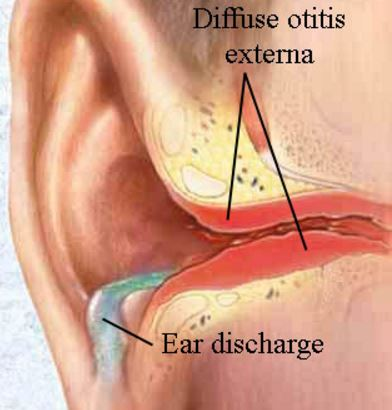 Diffuse otitis
externa
Ear discharge